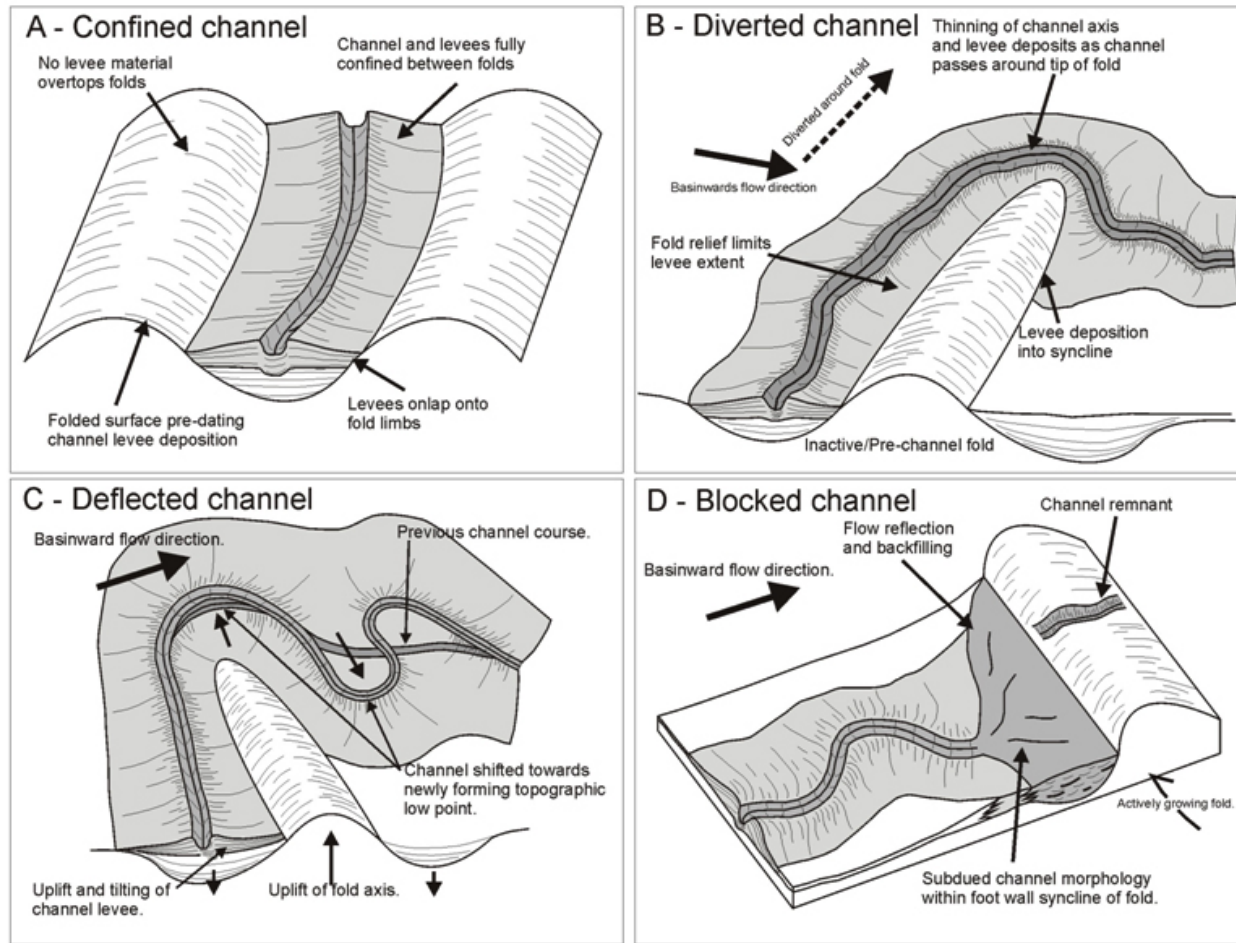 A - Confined channel
No levee material
overtops folds
Channel and levees fully
confined between folds
Folded surface pre-dating
channel levee deposition
Levees onlap onto
fold limbs
B - Diverted channel
Thinning of channel axis
and levee deposits as channel
passes around tip of fold
Diverted around fold
Basinwards flow direction
Fold relief limits
levee extent
Levee deposition
into syncline
Inactive/Pre-channel fold
C - Deflected channel
Basinward flow direction.
Previous channel course.
Channel shifted towards
newly forming topographic
low point.
Uplift and tilting of
channel levee.
Uplift of fold axis.
D - Blocked channel
Channel remnant
Flow reflection
and backfilling
Basinward flow direction.
Actively growing fold.
Subdued channel morphology
within foot wall syncline of fold.